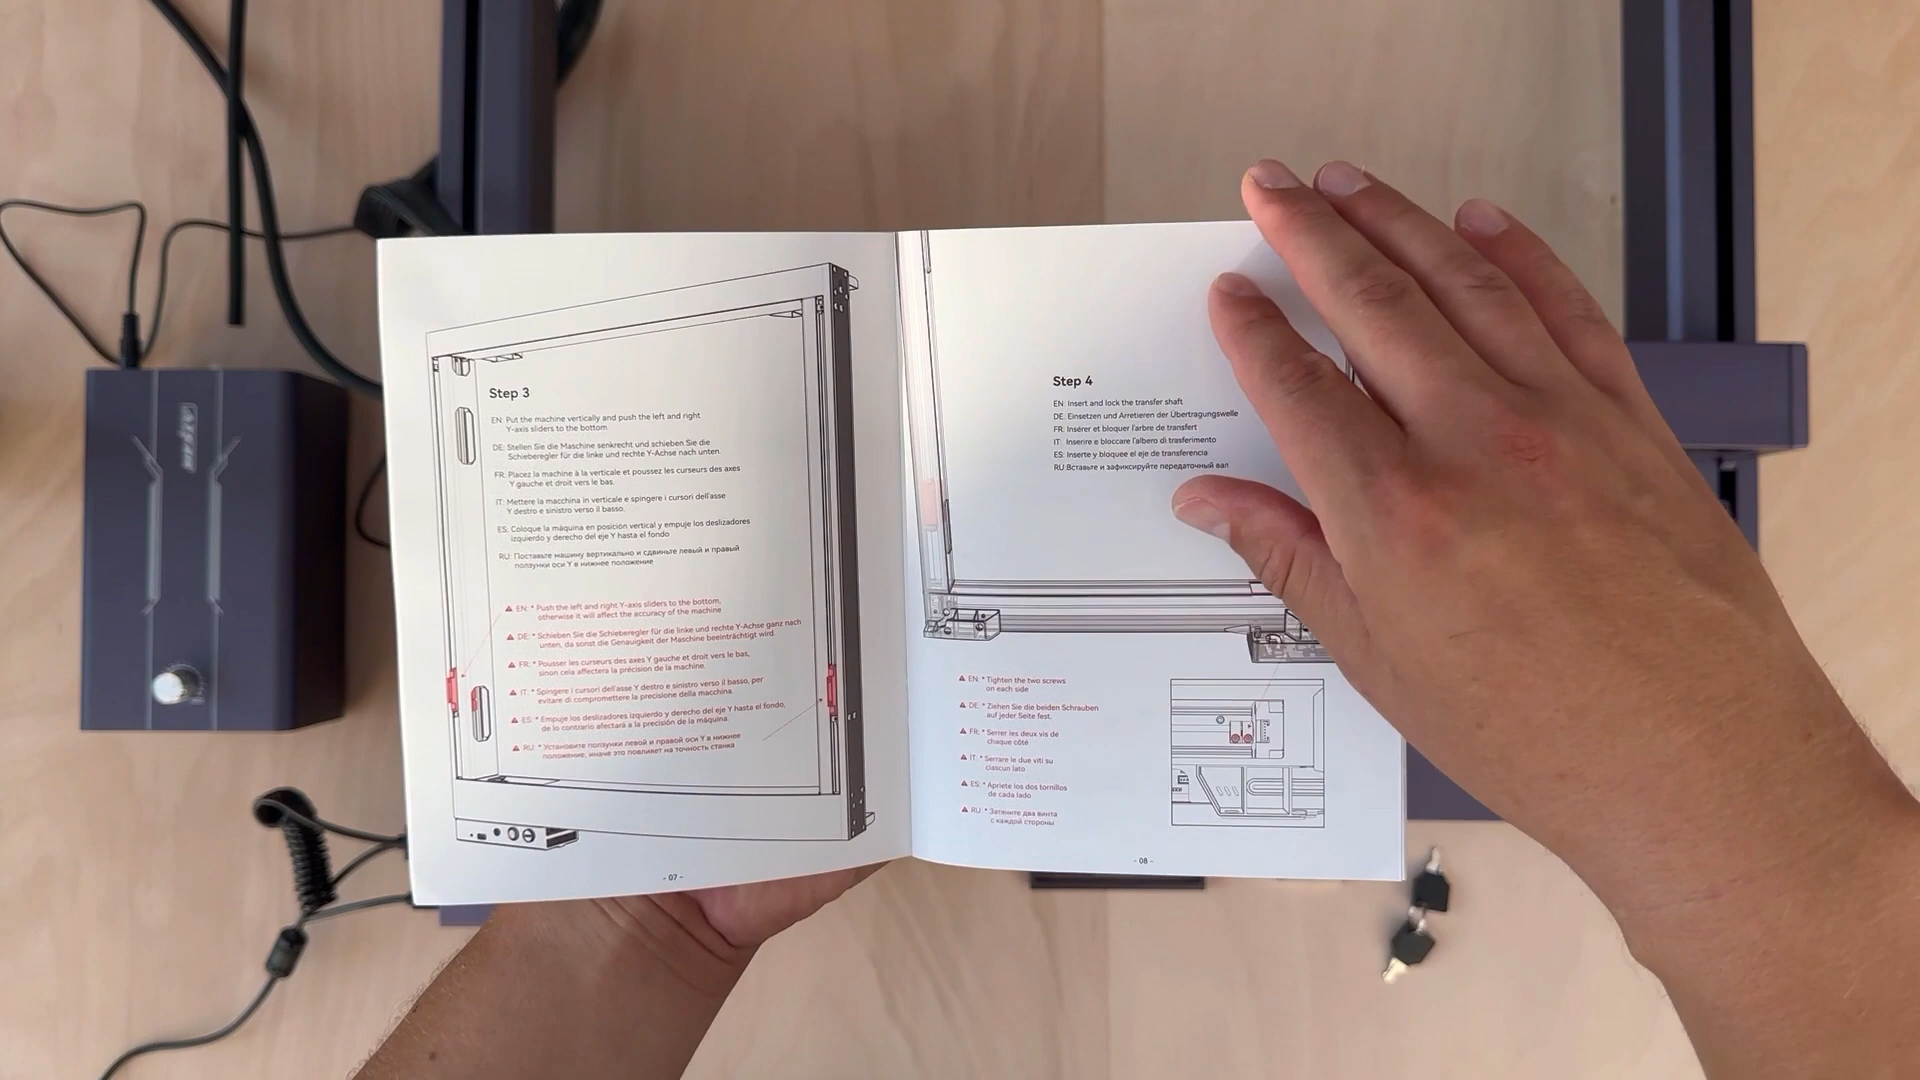 Step 3
EN: Put the machine vertically and push the left and right
Y-axis sliders to the bottom
DE: Stellen Sie die Maschine senkrecht und schieben Sie die
Schieberegler für die linke und rechte Y-Achse nach unten.
FR: Placez la machine à la verticale et poussez les curseurs des axes
Y gauche et droit vers le bas.
IT: Mettere la macchina in verticale e spingere i cursori dell'asse
Y destro e sinistro verso il basso.
ES: Coloque la máquina en posición vertical y empuje los deslizadores
izquierdo y derecho del eje Y hasta el fondo
RU: Поставьте машину вертикально и сдвиньте левый и правый
ползунки оси Y в нижнее положение
EN: * Push the left and right Y-axis sliders to the bottom,
otherwise it will affect the accuracy of the machine
DE: * Schieben Sie die Schieberegler für die linke und rechte Y-Achse ganz nach
unten, da sonst die Genauigkeit der Maschine beeinträchtigt wird.
FR: * Pousser les curseurs des axes Y gauche et droit vers le bas,
sinon cela affectera la précision de la machine.
IT: * Spingere i cursori dell'asse Y destro e sinistro verso il basso, per
evitare di compromettere la precisione della macchina.
ES: * Empuje los deslizadores izquierdo y derecho del eje Y hasta el fondo,
de lo contrario afectará a la precisión de la máquina.
RU: * Установите ползунки левой и правой оси Y в нижнее
положение, иначе это повлияет на точность станка
- 07 -
Step 4
EN: Insert and lock the transfer shaft
DE: Einsetzen und Arretieren der Übertragungswelle
FR: Insérer et bloquer l'arbre de transfert
IT: Inserire e bloccare l'albero di trasferimento
ES: Inserte y bloquee el eje de transferencia
RU: Вставьте и зафиксируйте передаточный вал
EN: * Tighten the two screws
on each side
DE: * Ziehen Sie die beiden Schrauben
auf jeder Seite fest.
FR: * Serrer les deux vis de
chaque côté
IT: * Serrare le due viti su
ciascun lato
ES: * Apriete los dos tornillos
de cada lado
RU: * Затяните два винта
с каждой стороны
- 08 -